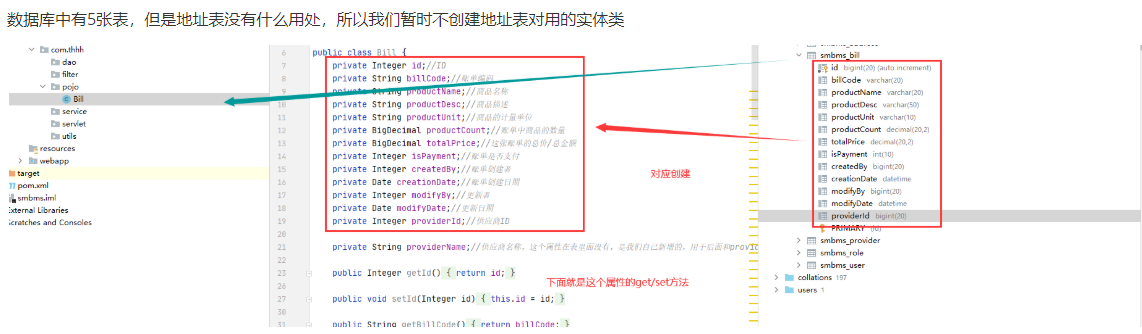 数据库中有5张表，但是地址表没有什么用处，所以我们暂时不创建地址表对用的实体类
com.thhh
dao
filter
pojo
Bill
service
servlet
utils
resources
webapp
target
pom.xml
smbms.iml
External Libraries
Scratches and Consoles
6 public class Bill {
7 private Integer id;//ID
8 private String billCode;//账单编码
9 private String productName;//商品名称
10 private String productDesc;//商品描述
11 private String productUnit;//商品的计量单位
12 private BigDecimal productCount;//账单中商品的数量
13 private BigDecimal totalPrice;//这张账单的总价/总金额
14 private Integer isPayment;//账单是否支付
15 private Integer createdBy;//账单创建者
16 private Date creationDate;//账单创建日期
17 private Integer modifyBy;//更新者
18 private Date modifyDate;//更新日期
19 private Integer providerId;//供应商ID
21 private String providerName;//供应商名称，这个属性在表里面没有，是我们自己新增的，用于后面和provi
23 public Integer getId() { return id; }
下面就是这个属性的get/set方法
27 public void setId(Integer id) { this.id = id; }
31 public String getBillCode() { return billCode; }
对应创建
smbms_address
smbms_bill
id bigint(20) (auto increment)
billCode varchar(20)
productName varchar(20)
productDesc varchar(50)
productUnit varchar(10)
productCount decimal(20,2)
totalPrice decimal(20,2)
isPayment int(10)
createdBy bigint(20)
creationDate datetime
modifyBy bigint(20)
modifyDate datetime
providerId bigint(20)
PRIMARY (id)
smbms_provider
smbms_role
smbms_user
collations 197
users 1